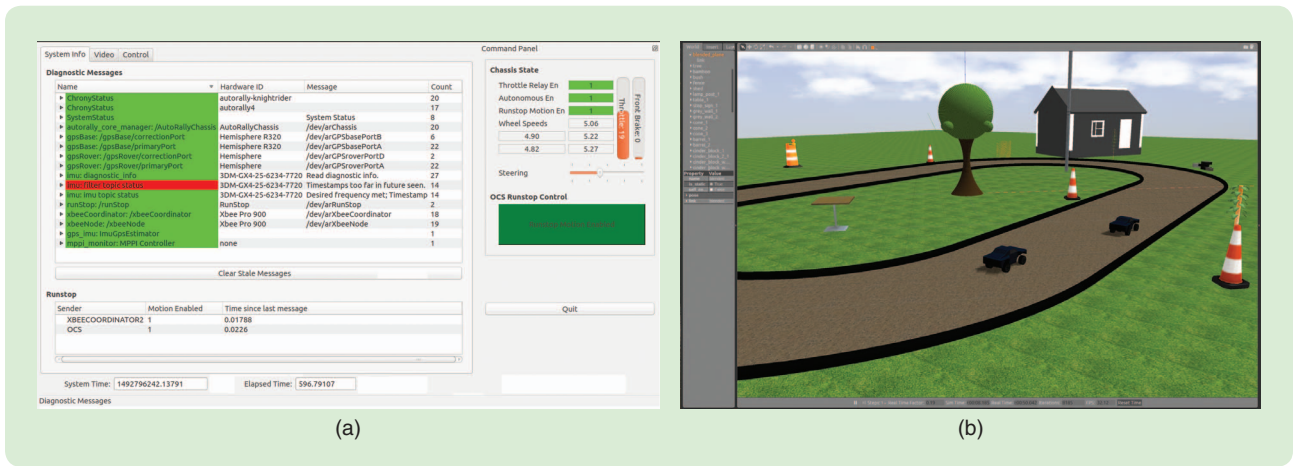 System Info Video Control
Diagnostic Messages
Name Hardware ID Message Count
ChronyStatus autorally-knightrider 20
ChronyStatus autorally4 17
SystemStatus System Status 8
autorally_core_manager: /AutoRallyChassis AutoRallyChassis /dev/arChassis 20
gpsBase: /gpsBase/correctionPort Hemisphere R320 /dev/arGPSbasePortB 6
gpsBase: /gpsBase/primaryPort Hemisphere R320 /dev/arGPSbasePortA 22
gpsRover: /gpsRover/correctionPort Hemisphere /dev/arGPSroverPortD 2
gpsRover: /gpsRover/primaryPort Hemisphere /dev/arGPSroverPortA 22
imu: diagnostic_info 3DM-GX4-25-6234-7720 Read diagnostic info. 27
imu: filter topic status 3DM-GX4-25-6234-7720 Timestamps too far in future seen. 14
imu: imu topic status 3DM-GX4-25-6234-7720 Desired frequency met; Timestamp 14
runStop: /runStop RunStop /dev/arRunStop 2
xbeeCoordinator: /xbeeCoordinator Xbee Pro 900 /dev/arXbeeCoordinator 18
xbeeNode: /xbeeNode Xbee Pro 900 /dev/arXbeeNode 19
gps_imu: ImuGpsEstimator 1
mppi_monitor: MPPI Controller none 1
Clear Stale Messages
Runstop
Sender Motion Enabled Time since last message
XBEECOORDINATOR2 1 0.01788
OCS 1 0.0226
System Time: 1492796242.13791 Elapsed Time: 596.79107
Diagnostic Messages
Command Panel
Chassis State
Throttle Relay En 1
Autonomous En 1
Runstop Motion En 1
Wheel Speeds 5.06
4.90 5.22
4.82 5.27
Throttle: 19
Front Brake: 0
Steering
OCS Runstop Control
Quit
Property Value
(a)
(b)